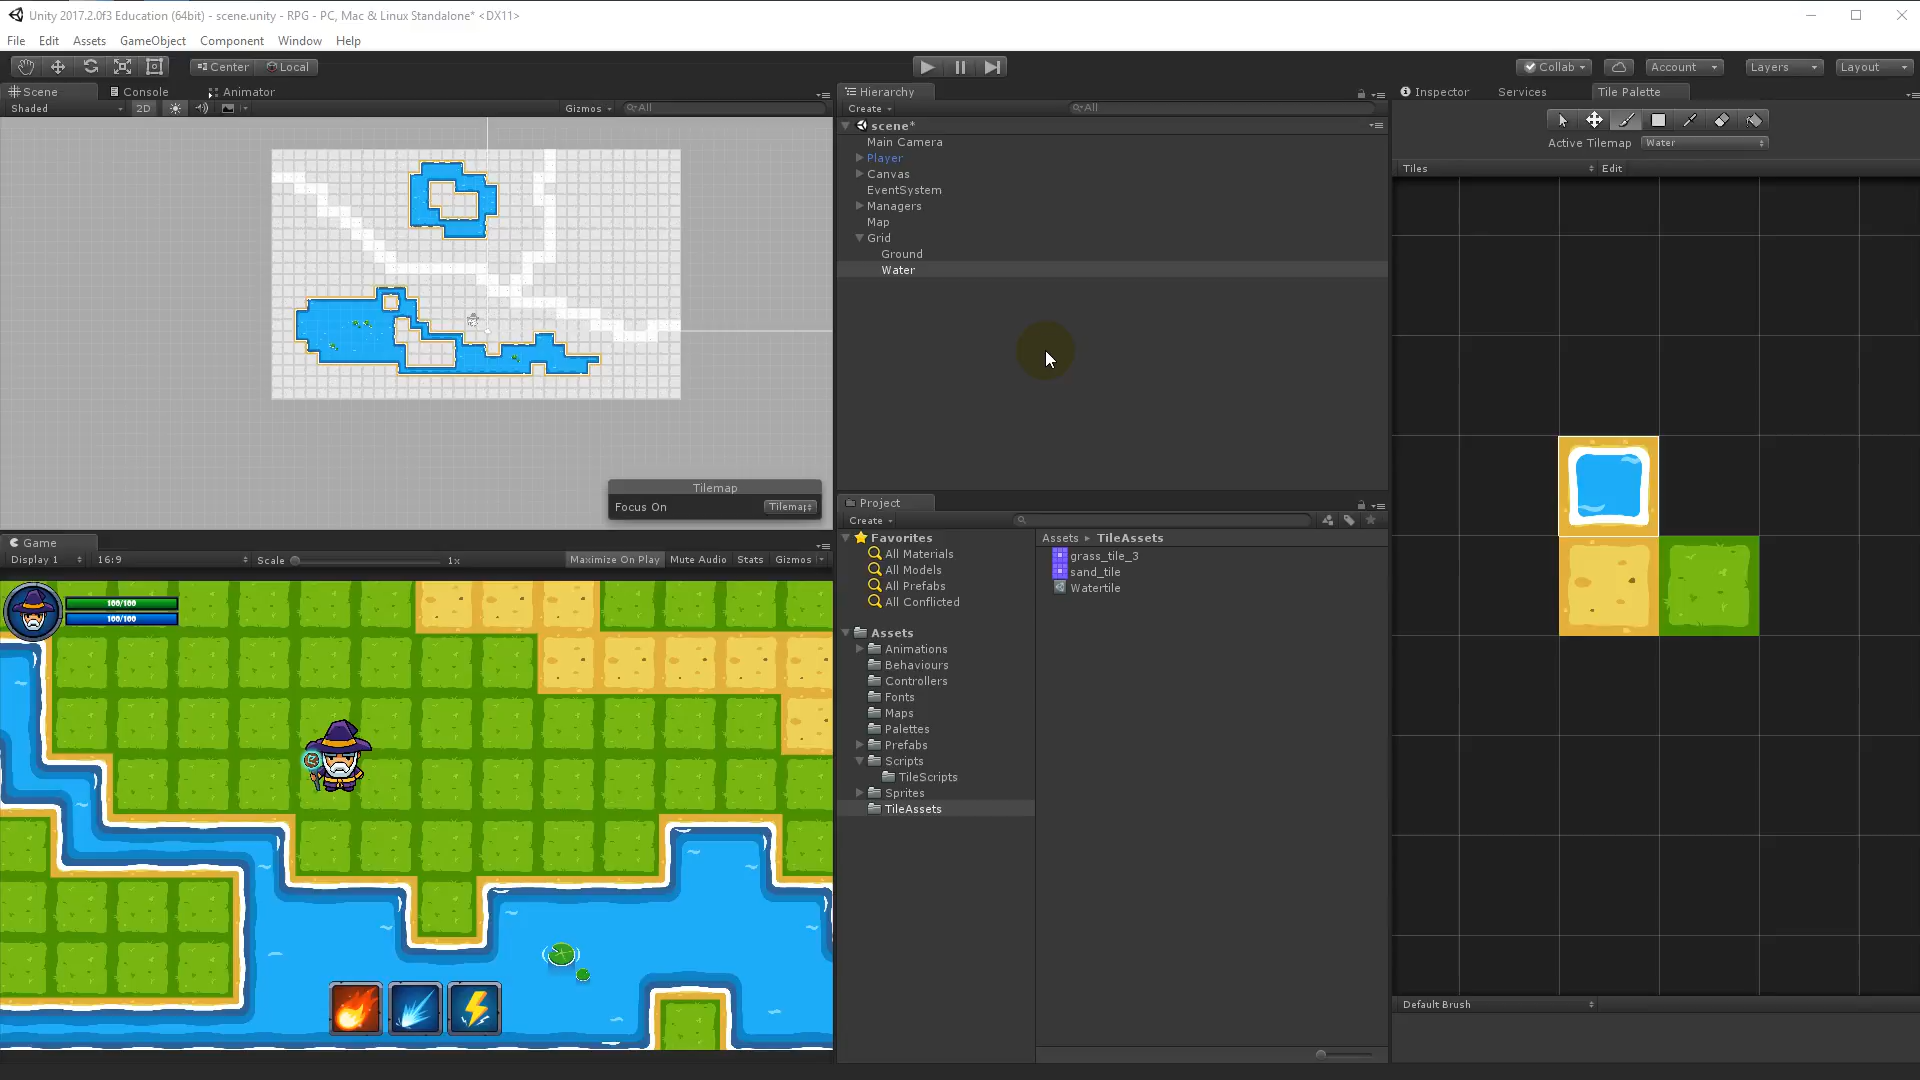 Unity 2017.2.0f3 Education (64bit) - scene.unity - RPG - PC, Mac & Linux Standalone* <DX11>
File Edit Assets GameObject Component Window Help
Center Local
Collab Account Layers Layout
Scene Console Animator
Shaded 2D Gizmos All
Tilemap
Focus On Tilemap
Hierarchy
Create All
scene*
Main Camera
Player
Canvas
EventSystem
Managers
Map
Grid
Ground
Water
Inspector Services Tile Palette
Active Tilemap Water
Tiles Edit
Default Brush
Game
Display 1 16:9 Scale 1x Maximize On Play Mute Audio Stats Gizmos
100/100
100/100
Project
Create
Favorites
All Materials
All Models
All Prefabs
All Conflicted
Assets
Animations
Behaviours
Controllers
Fonts
Maps
Palettes
Prefabs
Scripts
TileScripts
Sprites
TileAssets
Assets TileAssets
grass_tile_3
sand_tile
Watertile